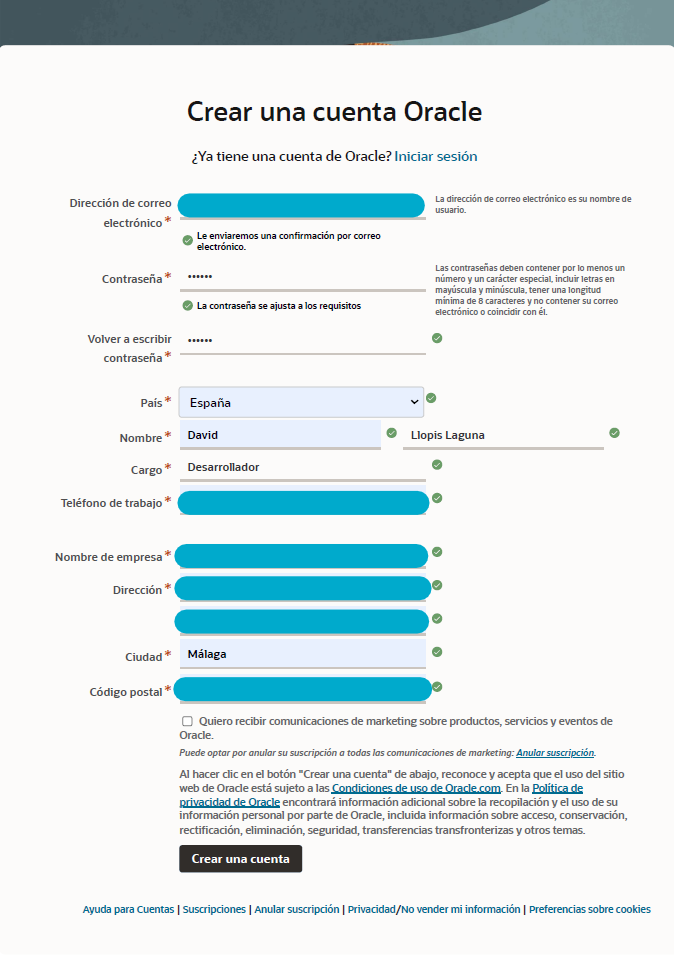 Crear una cuenta Oracle
¿Ya tiene una cuenta de Oracle? Iniciar sesión
Dirección de correo
electrónico *
La dirección de correo electrónico es su nombre de
usuario.
Le enviaremos una confirmación por correo
electrónico.
Contraseña *
••••••
Las contraseñas deben contener por lo menos un
número y un carácter especial, incluir letras en
mayúscula y minúscula, tener una longitud
mínima de 8 caracteres y no contener su correo
electrónico o coincidir con él.
La contraseña se ajusta a los requisitos
Volver a escribir
contraseña *
••••••
País * España
Nombre * David Llopis Laguna
Cargo * Desarrollador
Teléfono de trabajo *
Nombre de empresa *
Dirección *
Ciudad * Málaga
Código postal *
Quiero recibir comunicaciones de marketing sobre productos, servicios y eventos de
Oracle.
Puede optar por anular su suscripción a todas las comunicaciones de marketing: Anular suscripción.
Al hacer clic en el botón "Crear una cuenta" de abajo, reconoce y acepta que el uso del sitio
web de Oracle está sujeto a las Condiciones de uso de Oracle.com. En la Política de
privacidad de Oracle encontrará información adicional sobre la recopilación y el uso de su
información personal por parte de Oracle, incluida información sobre acceso, conservación,
rectificación, eliminación, seguridad, transferencias transfronterizas y otros temas.
Crear una cuenta
Ayuda para Cuentas | Suscripciones | Anular suscripción | Privacidad/No vender mi información | Preferencias sobre cookies